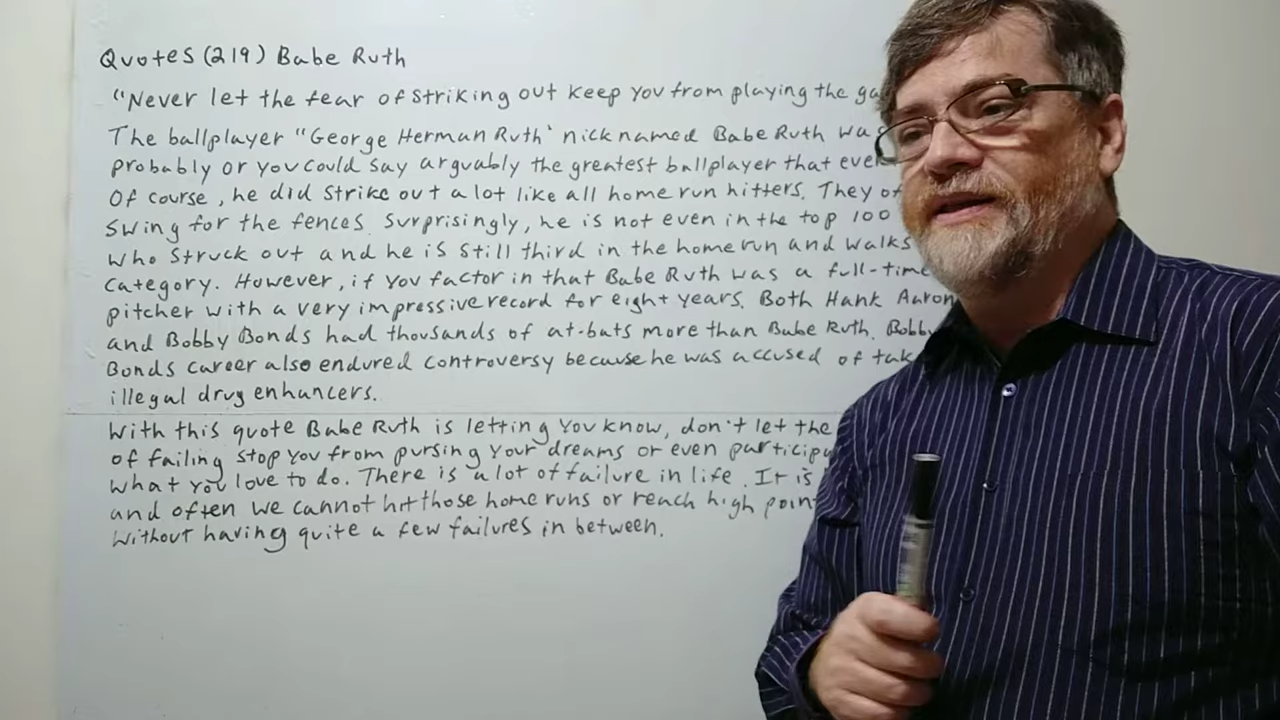 Quotes (219) Babe Ruth
"Never let the fear of striking out keep you from playing the
The ballplayer "George Herman Ruth' nicknamed Babe Ruth was
probably or you could say arguably the greatest ballplayer that
Of course, he did strike out a lot like all home run hitters. They
swing for the fences. Surprisingly, he is not even in the top 100
who struck out and he is still third in the home run and walks
category. However, if you factor in that Babe Ruth was a full-time
pitcher with a very impressive record for eight years. Both Hank Aaron
and Bobby Bonds had thousands of at-bats more than Babe Ruth. Bobby
Bonds career also endured controversy because he was accused of
illegal drug enhancers.
With this quote Babe Ruth is letting you know, don't let the
of failing stop you from pursing your dreams or even
what you love to do. There is a lot of failure in life. It is
and often we cannot hit those home runs or reach high
without having quite a few failures in between.